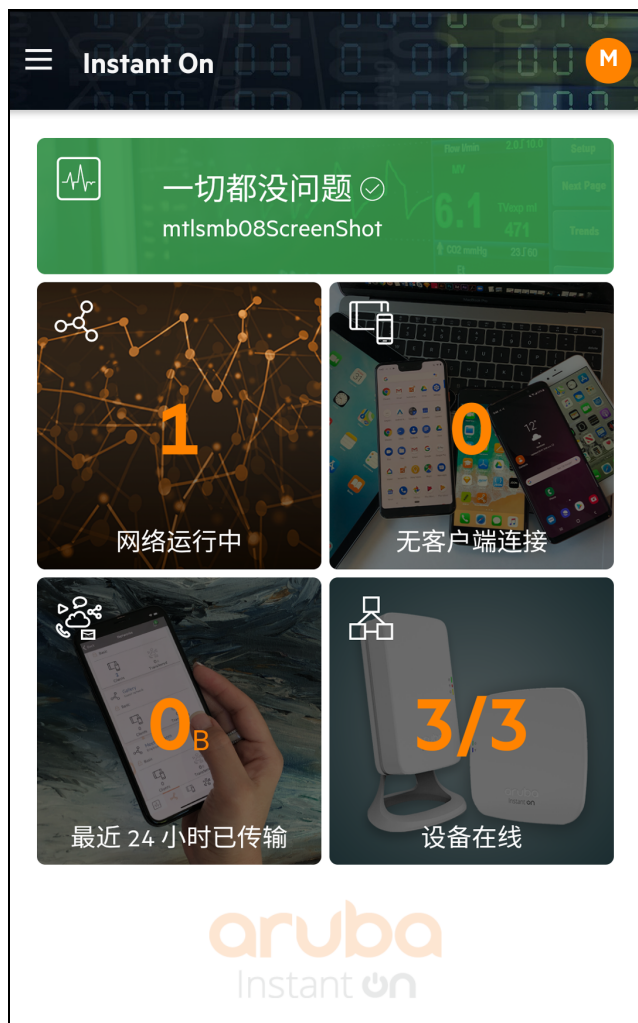 Instant On
M
一切都没问题
mtlsmb08ScreenShot
1
网络运行中
0
无客户端连接
0B
最近 24 小时已传输
3/3
设备在线
aruba
Instant on